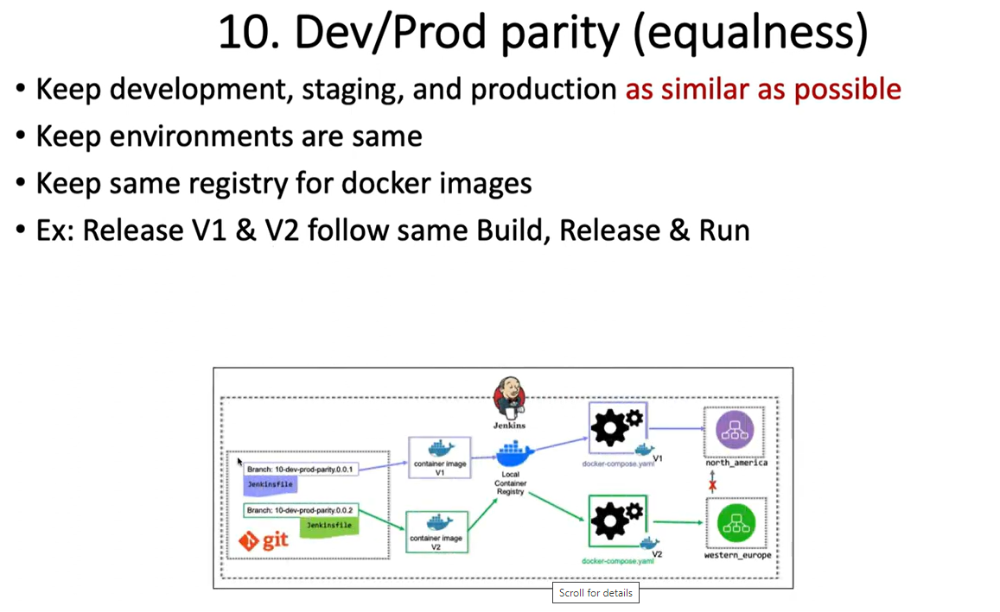 10. Dev/Prod parity (equalness)
• Keep development, staging, and production as similar as possible
• Keep environments are same
• Keep same registry for docker images
• Ex: Release V1 & V2 follow same Build, Release & Run
Jenkins
Branch: 10-dev-prod-parity.0.0.1
Jenkinsfile
container image
V1
Local
Container
Registry
docker-compose.yaml
V1
north_america
Branch: 10-dev-prod-parity.0.0.2
Jenkinsfile
git
container image
V2
docker-compose.yaml
V2
western_europe
Scroll for details